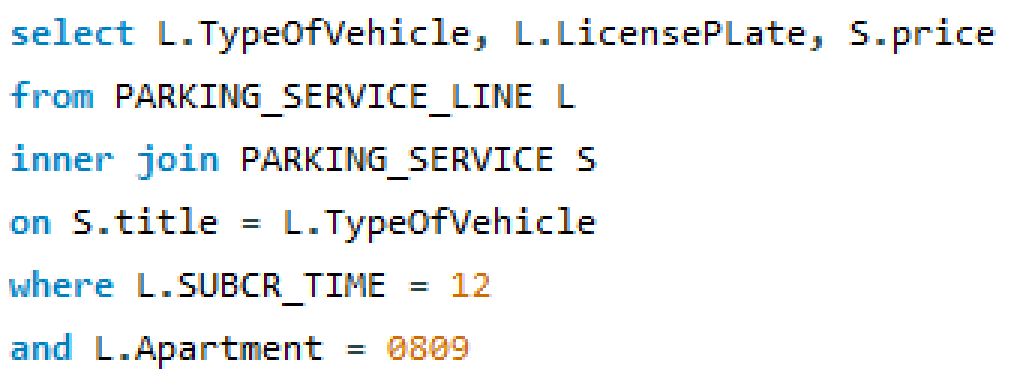 select L.TypeOfVehicle, L.LicensePLate, S.price
from PARKING_SERVICE_LINE L
inner join PARKING_SERVICE S
on S.title = L.TypeOfVehicle
where L.SUBCR_TIME = 12
and L.Apartment = 0809